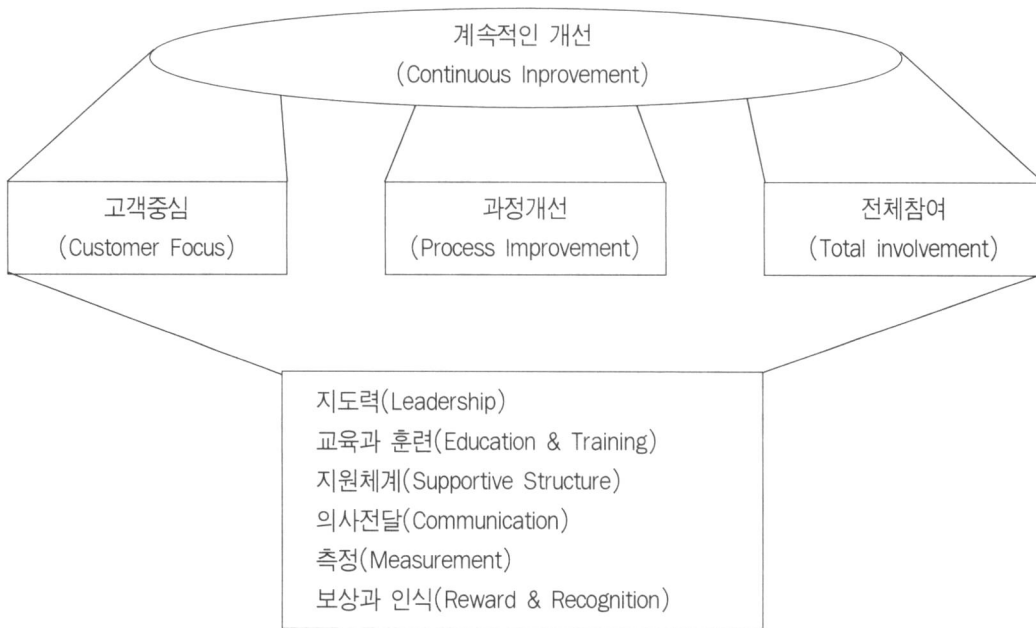 계속적인 개선
(Continuous Inprovement)
고객중심
(Customer Focus)
과정개선
(Process Improvement)
전체참여
(Total involvement)
지도력(Leadership)
교육과 훈련(Education & Training)
지원체계(Supportive Structure)
의사전달(Communication)
측정(Measurement)
보상과 인식(Reward & Recognition)